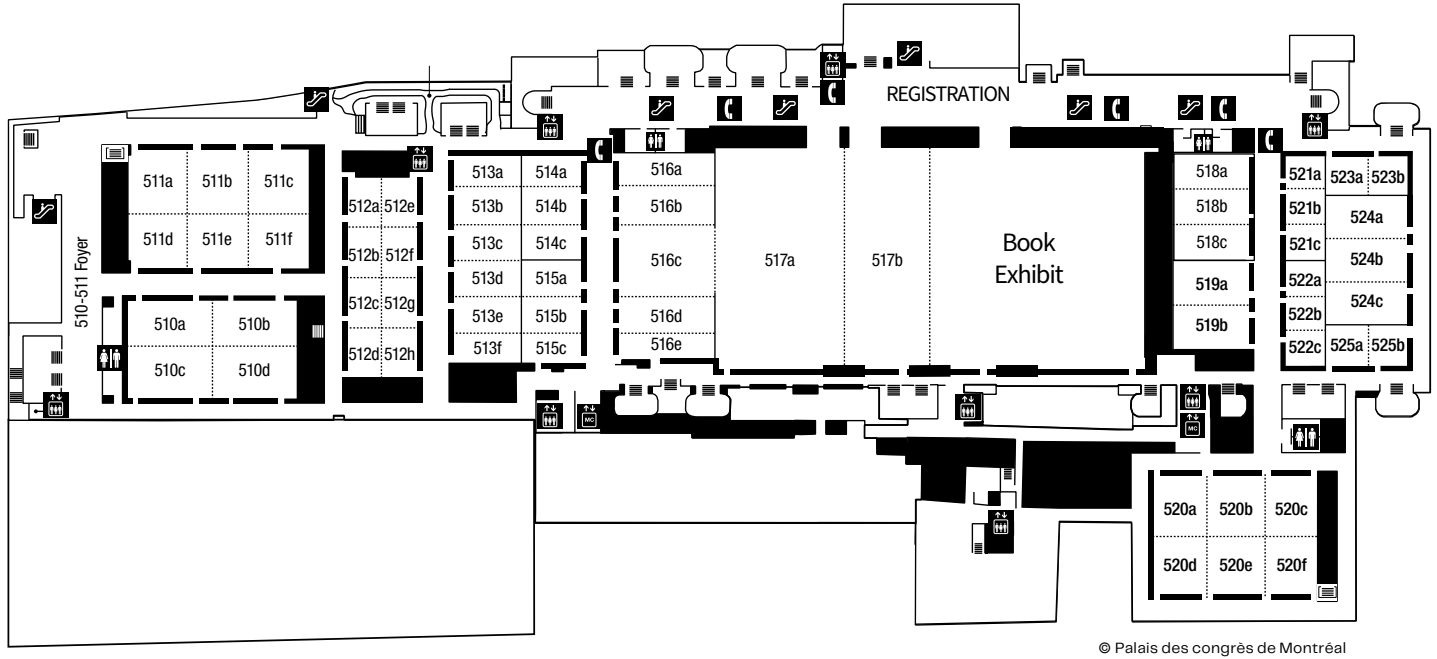 REGISTRATION
511a 511b 511c
511d 511e 511f
510-511 Foyer
510a 510b
510c 510d
512a 512e
512b 512f
512c 512g
512d 512h
513a 514a
513b 514b
513c 514c
513d 515a
513e 515b
513f 515c
516a
516b
516c
516d
516e
517a 517b
Book
Exhibit
518a
518b
518c
519a
519b
521a
521b
521c
522a
522b
522c
523a 523b
524a
524b
524c
525a 525b
MC
MC
520a 520b 520c
520d 520e 520f
© Palais des congrès de Montréal